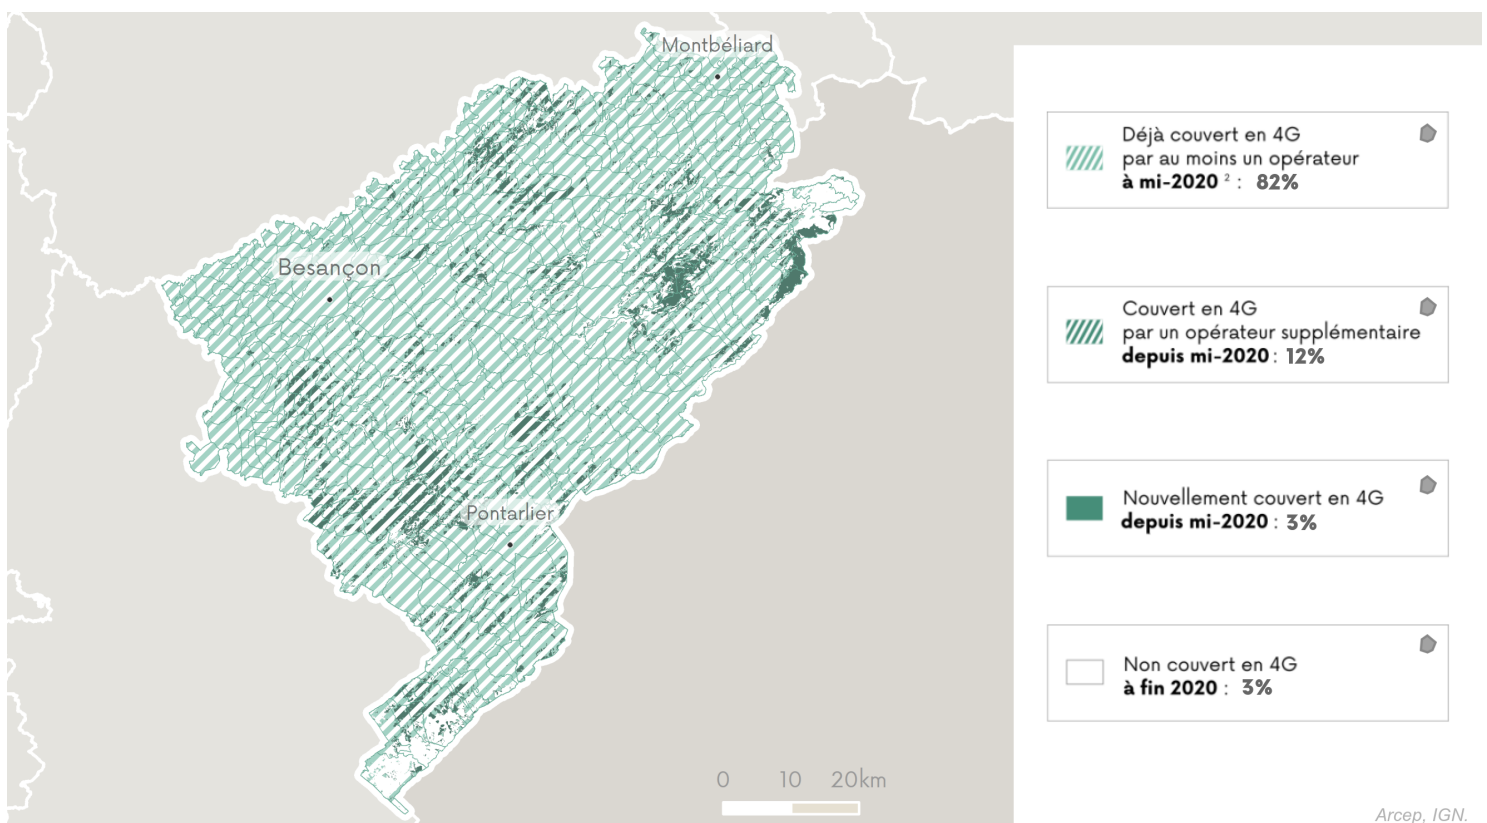 Montbéliard
Besançon
Pontarlier
0 10 20km
Déjà couvert en 4G
par au moins un opérateur
à mi-2020 ² : 82%
Couvert en 4G
par un opérateur supplémentaire
depuis mi-2020 : 12%
Nouvellement couvert en 4G
depuis mi-2020 : 3%
Non couvert en 4G
à fin 2020 : 3%
Arcep, IGN.